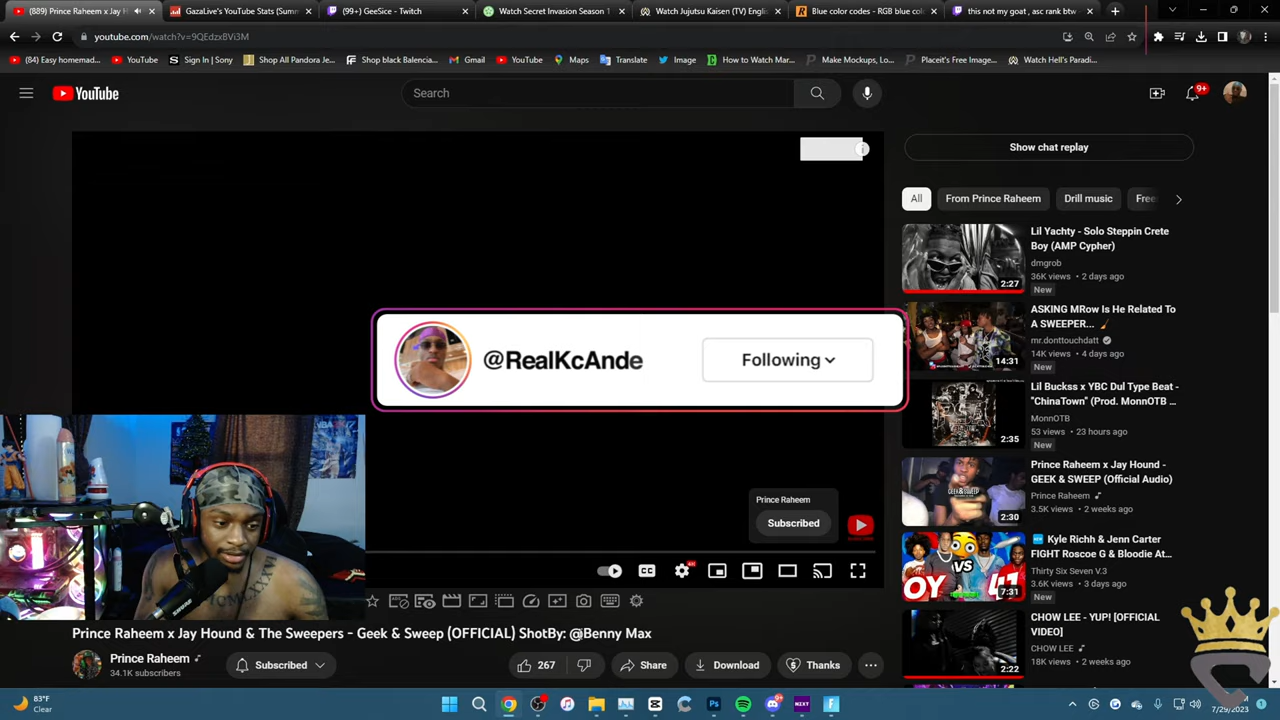 (889) Prince Raheem x Jay H
GazaLive's YouTube Stats (Summ
(99+) GeeSice - Twitch
Watch Secret Invasion Season 1
Watch Jujutsu Kaisen (TV) Engli
Blue color codes - RGB blue col
this not my goat , asc rank btw
youtube.com/watch?v=9QEdzxBVi3M
(84) Easy homemad...
YouTube
Sign In | Sony
Shop All Pandora Je...
Shop black Balencia...
Gmail
YouTube
Maps
Translate
Image
How to Watch Mar...
Make Mockups, Lo...
Placeit's Free Image...
Watch Hell's Paradi...
YouTube
Search
9+
Show chat replay
All
From Prince Raheem
Drill music
Free
Lil Yachty - Solo Steppin Crete
Boy (AMP Cypher)
dmgrob
36K views • 2 days ago
New
2:27
ASKING MRow Is He Related To
A SWEEPER...
mr.donttouchdatt
14K views • 4 days ago
New
14:31
Lil Buckss x YBC Dul Type Beat -
"ChinaTown" (Prod. MonnOTB ...
MonnOTB
53 views • 23 hours ago
New
2:35
Prince Raheem x Jay Hound -
GEEK & SWEEP (Official Audio)
Prince Raheem
3.5K views • 2 weeks ago
2:30
Kyle Richh & Jenn Carter
FIGHT Roscoe G & Bloodie At...
Thirty Six Seven V.3
3.6K views • 3 days ago
New
VS
OY
41
7:31
CHOW LEE - YUP! [OFFICIAL
VIDEO]
CHOW LEE
18K views • 2 weeks ago
2:22
@RealKcAnde
Following
Prince Raheem
Subscribed
Prince Raheem x Jay Hound & The Sweepers - Geek & Sweep (OFFICIAL) ShotBy: @Benny Max
Prince Raheem
34.1K subscribers
Subscribed
267
Share
Download
Thanks
83°F
Clear
NZXT
7/29/2023